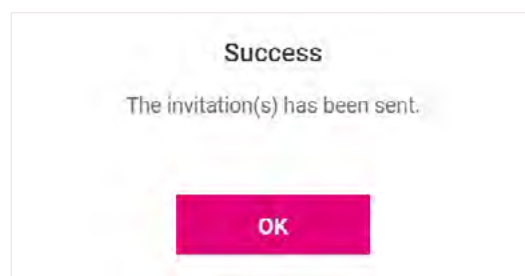 Success
The invitation(s) has been sent.
OK